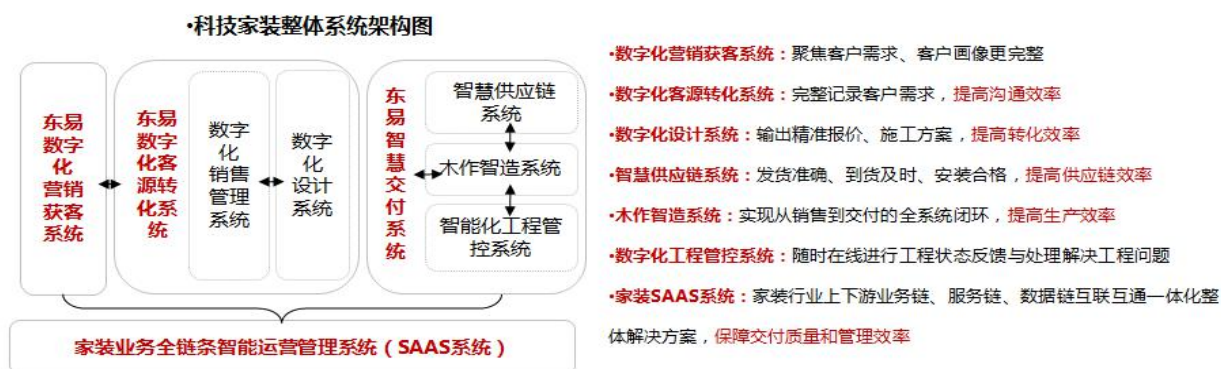 •科技家装整体系统架构图
东易
数字
化
营销
获客
系统
东易
数字
化客
源转
化系
统
数字
化
销售
管理
系统
数字
化
设计
系统
东
易
智
慧
交
付
系
统
智慧供应链
系统
木作智造系统
智能化工程管
控系统
家装业务全链条智能运营管理系统（SAAS系统）
•数字化营销获客系统：聚焦客户需求、客户画像更完整
•数字化客源转化系统：完整记录客户需求，提高沟通效率
•数字化设计系统：输出精准报价、施工方案，提高转化效率
•智慧供应链系统：发货准确、到货及时、安装合格，提高供应链效率
•木作智造系统：实现从销售到交付的全系统闭环，提高生产效率
•数字化工程管控系统：随时在线进行工程状态反馈与处理解决工程问题
•家装SAAS系统：家装行业上下游业务链、服务链、数据链互联互通一体化整
体解决方案，保障交付质量和管理效率